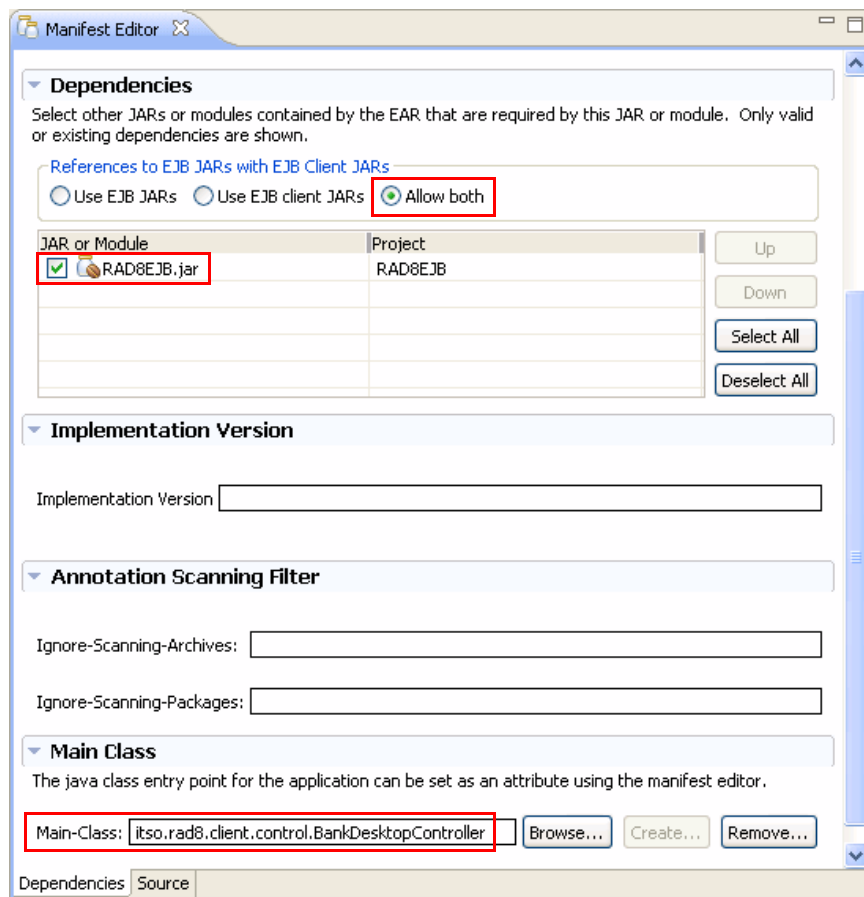 Manifest Editor
Dependencies
Select other JARs or modules contained by the EAR that are required by this JAR or module. Only valid
or existing dependencies are shown.
References to EJB JARs with EJB Client JARs
Use EJB JARs Use EJB client JARs Allow both
JAR or Module Project
RAD8EJB.jar RAD8EJB
Up
Down
Select All
Deselect All
Implementation Version
Implementation Version
Annotation Scanning Filter
Ignore-Scanning-Archives:
Ignore-Scanning-Packages:
Main Class
The java class entry point for the application can be set as an attribute using the manifest editor.
Main-Class: itso.rad8.client.control.BankDesktopController Browse... Create... Remove...
Dependencies Source